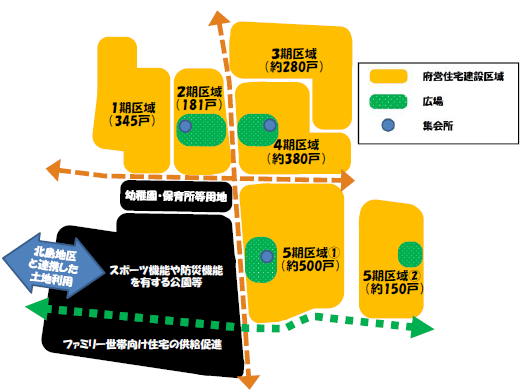 3期区域
(約280戸)
府営住宅建設区域
広場
集会所
1期区域
(345戸)
2期区域
(181戸)
4期区域
(約380戸)
幼稚園・保育所等用地
北島地区
と連携した
土地利用
スポーツ機能や防災機能
を有する公園等
5期区域①
(約500戸)
5期区域②
(約150戸)
ファミリー世帯向け住宅の供給促進